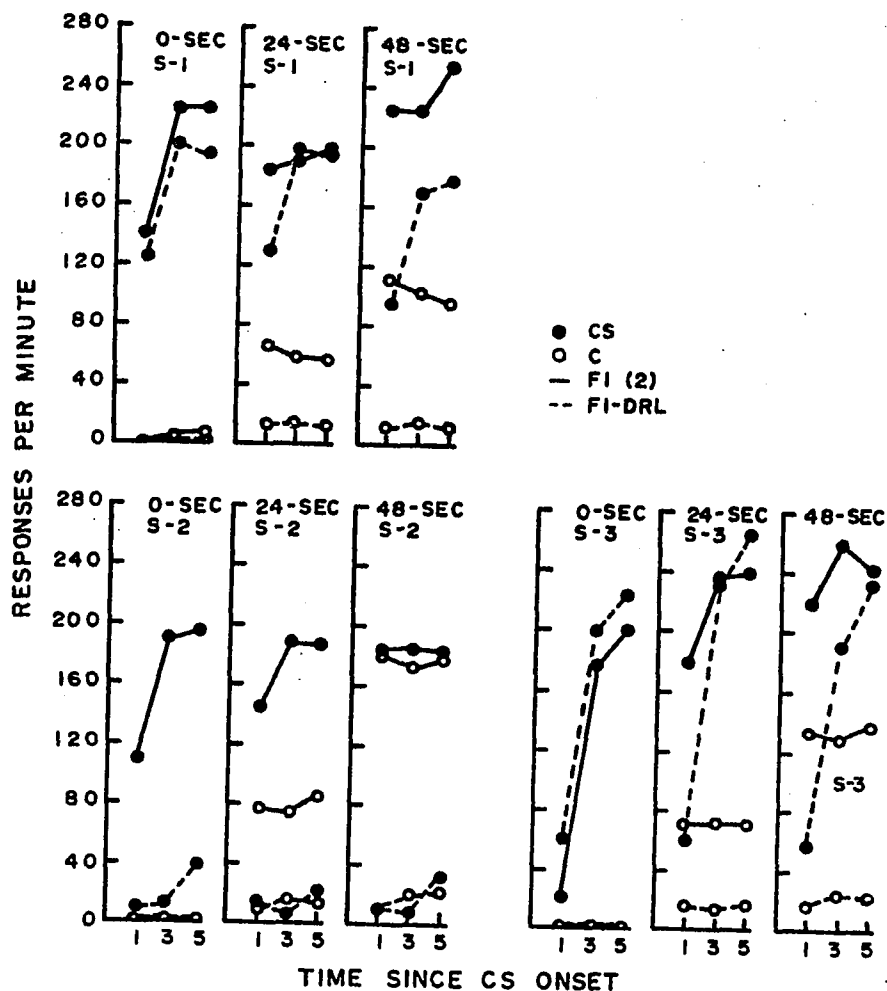 280
240
200
160
120
80
40
0
0-SEC
S-1
24-SEC
S-1
48-SEC
S-1
CS
C
FI (2)
FI-DRL
RESPONSES PER MINUTE
280
240
200
160
120
80
40
0
0-SEC
S-2
24-SEC
S-2
48-SEC
S-2
0-SEC
S-3
24-SEC
S-3
48-SEC
S-3
1 3 5
1 3 5
1 3 5
1 3 5
1 3 5
1 3 5
TIME SINCE CS ONSET